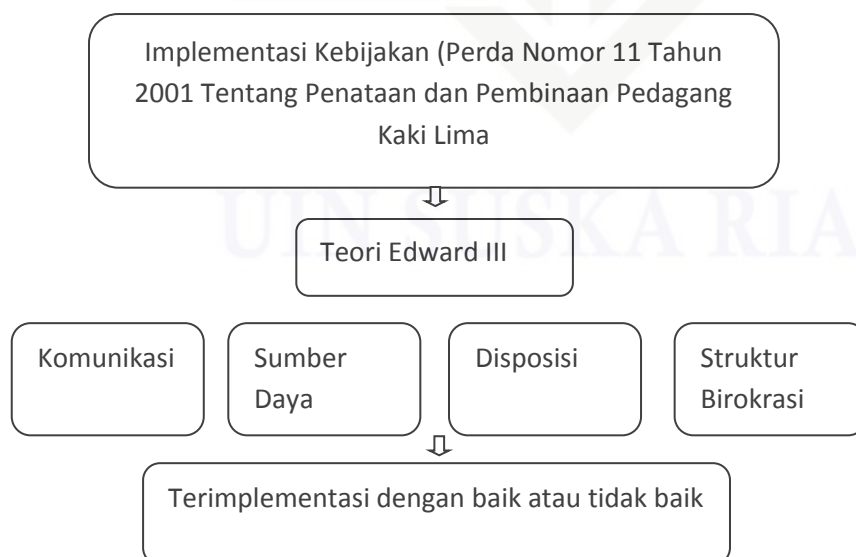 Implementasi Kebijakan (Perda Nomor 11 Tahun
2001 Tentang Penataan dan Pembinaan Pedagang
Kaki Lima
UIN SUSKA RIA
Teori Edward III
Komunikasi
Sumber
Daya
Disposisi
Struktur
Birokrasi
Terimplementasi dengan baik atau tidak baik